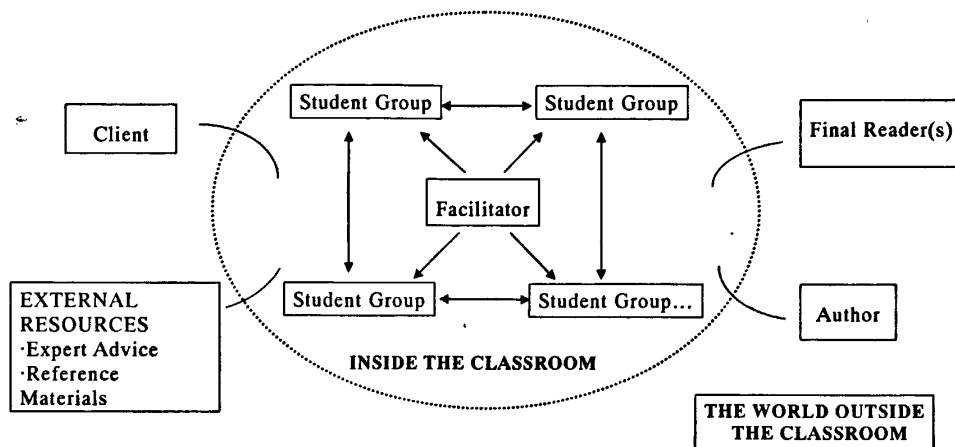 Student Group
Student Group
Client
Final Reader(s)
Facilitator
Student Group
Student Group...
EXTERNAL
RESOURCES
·Expert Advice
·Reference
Materials
Author
INSIDE THE CLASSROOM
THE WORLD OUTSIDE
THE CLASSROOM